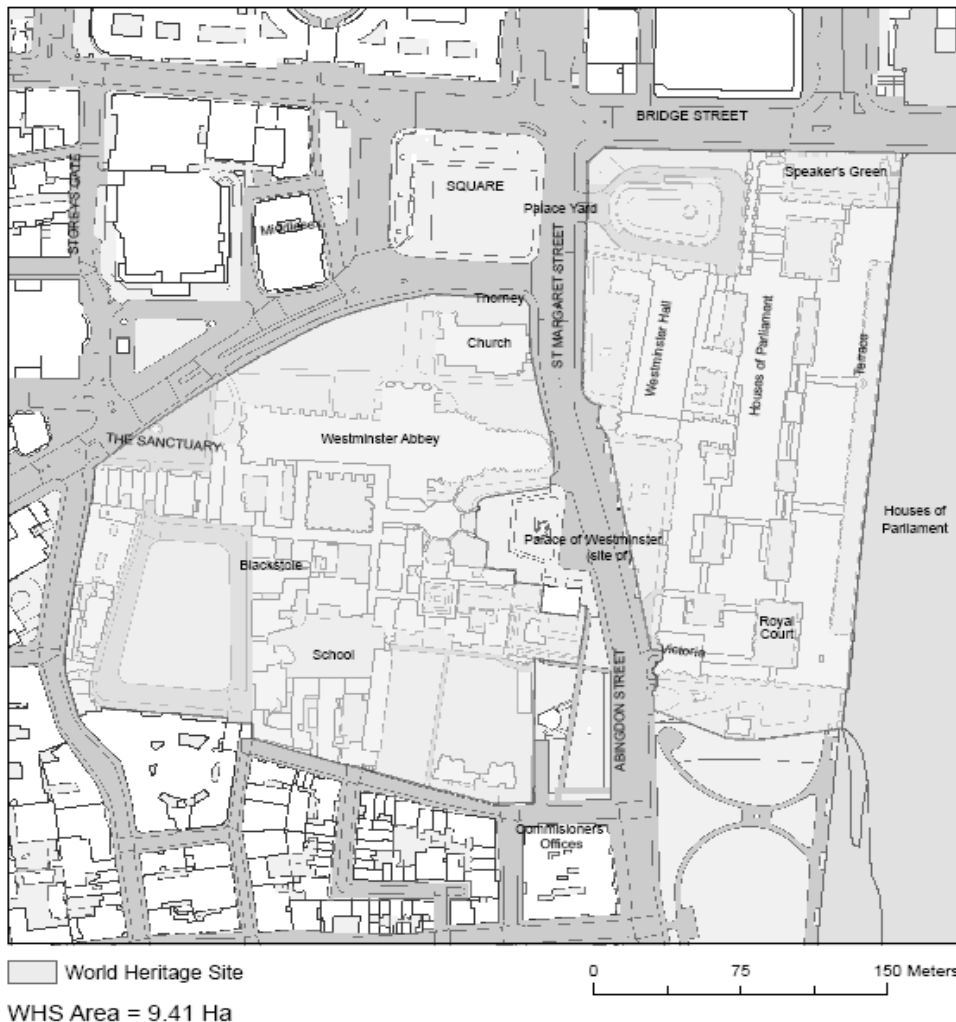 BRIDGE STREET
STOREY'S GATE
SQUARE
Speaker's Green
Palace Yard
Middlesex
ST MARGARET STREET
Thorney
Church
Westminster Hall
Houses of Parliament
Terrace
THE SANCTUARY
Westminster Abbey
Houses of
Parliament
Palace of Westminster
(site of)
Blackstole
Royal
Court
School
Victoria
ABINGDON STREET
Commisioners
Offices
World Heritage Site
0 75 150 Meters
WHS Area = 9.41 Ha